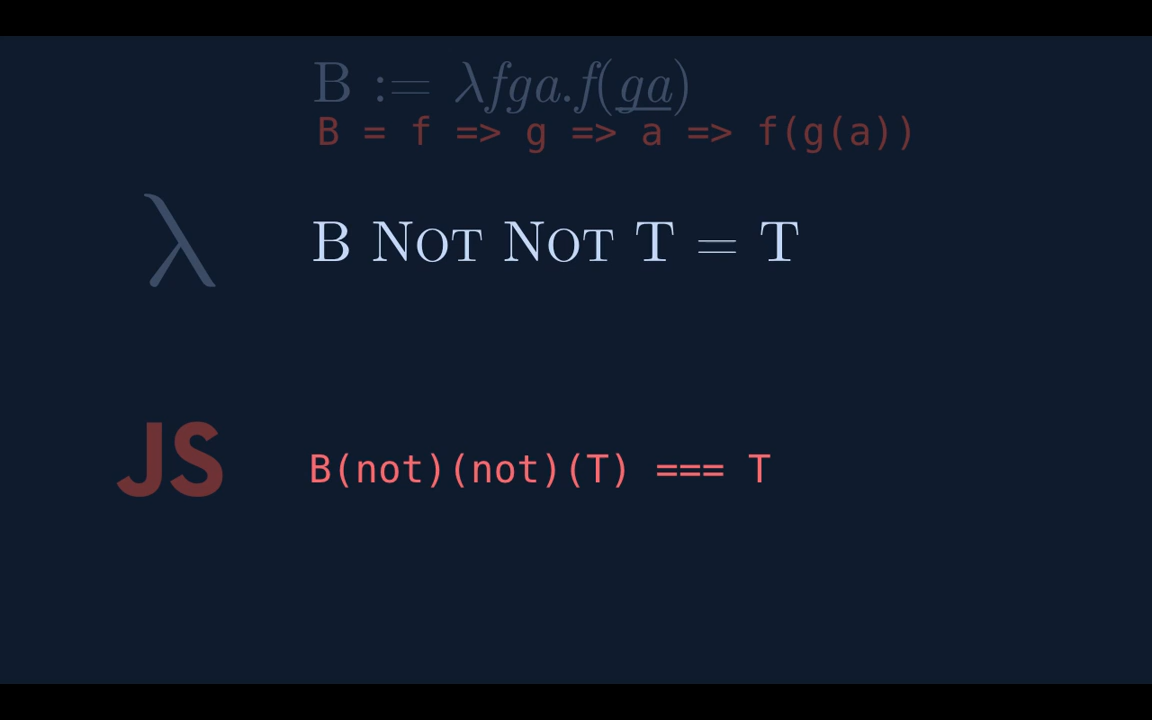 B := λfga.f(ga)
B = f => g => a => f(g(a))
λ
B NOT NOT T = T
JS
B(not)(not)(T) === T